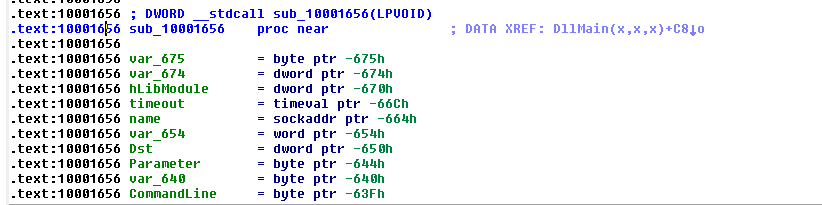 .text:10001656 ; DWORD __stdcall sub_10001656(LPVOID)
.text:10001656 sub_10001656 proc near ; DATA XREF: DllMain(x,x,x)+C8↓o
.text:10001656
.text:10001656 var_675 = byte ptr -675h
.text:10001656 var_674 = dword ptr -674h
.text:10001656 hLibModule = dword ptr -670h
.text:10001656 timeout = timeval ptr -66Ch
.text:10001656 name = sockaddr ptr -664h
.text:10001656 var_654 = word ptr -654h
.text:10001656 Dst = dword ptr -650h
.text:10001656 Parameter = byte ptr -644h
.text:10001656 var_640 = byte ptr -640h
.text:10001656 CommandLine = byte ptr -63Fh